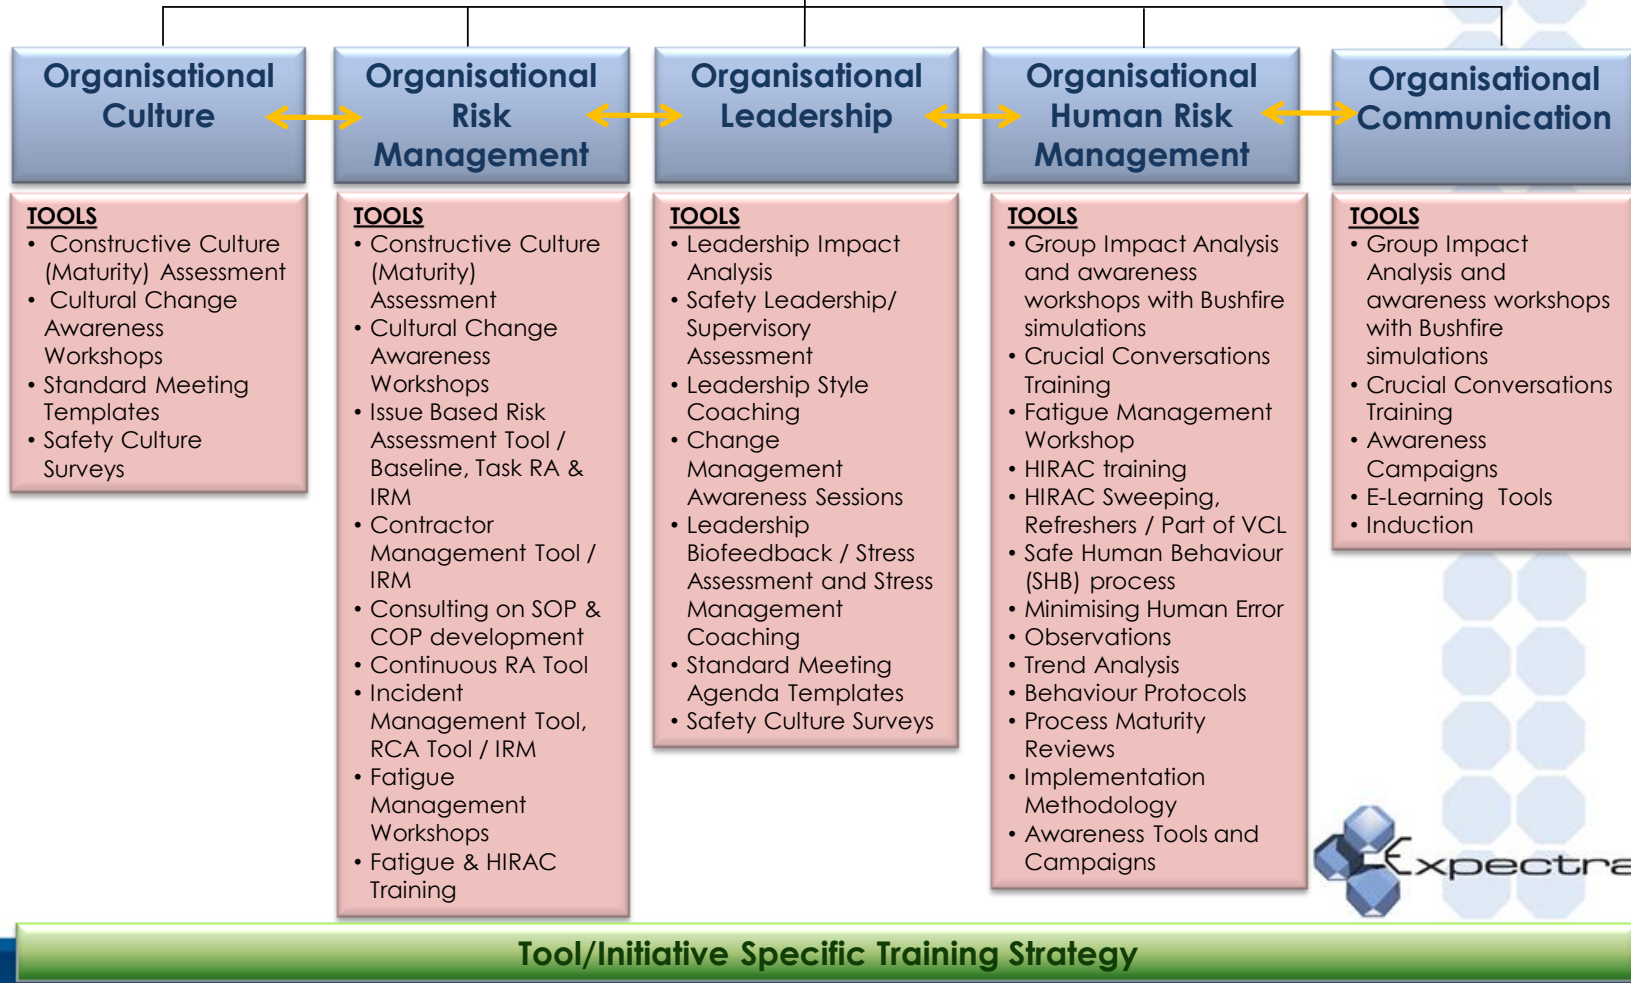 Organisational
Culture
Organisational
Risk
Management
Organisational
Leadership
Organisational
Human Risk
Management
Organisational
Communication
TOOLS
• Constructive Culture
(Maturity) Assessment
• Cultural Change
Awareness
Workshops
• Standard Meeting
Templates
• Safety Culture
Surveys
TOOLS
• Constructive Culture
(Maturity)
Assessment
• Cultural Change
Awareness
Workshops
• Issue Based Risk
Assessment Tool /
Baseline, Task RA &
IRM
• Contractor
Management Tool /
IRM
• Consulting on SOP &
COP development
• Continuous RA Tool
• Incident
Management Tool,
RCA Tool / IRM
• Fatigue
Management
Workshops
• Fatigue & HIRAC
Training
TOOLS
• Leadership Impact
Analysis
• Safety Leadership/
Supervisory
Assessment
• Leadership Style
Coaching
• Change
Management
Awareness Sessions
• Leadership
Biofeedback / Stress
Assessment and Stress
Management
Coaching
• Standard Meeting
Agenda Templates
• Safety Culture Surveys
TOOLS
• Group Impact Analysis
and awareness
workshops with Bushfire
simulations
• Crucial Conversations
Training
• Fatigue Management
Workshop
• HIRAC training
• HIRAC Sweeping,
Refreshers / Part of VCL
• Safe Human Behaviour
(SHB) process
• Minimising Human Error
• Observations
• Trend Analysis
• Behaviour Protocols
• Process Maturity
Reviews
• Implementation
Methodology
• Awareness Tools and
Campaigns
TOOLS
• Group Impact
Analysis and
awareness workshops
with Bushfire
simulations
• Crucial Conversations
Training
• Awareness
Campaigns
• E-Learning Tools
• Induction
Expectra
Tool/Initiative Specific Training Strategy